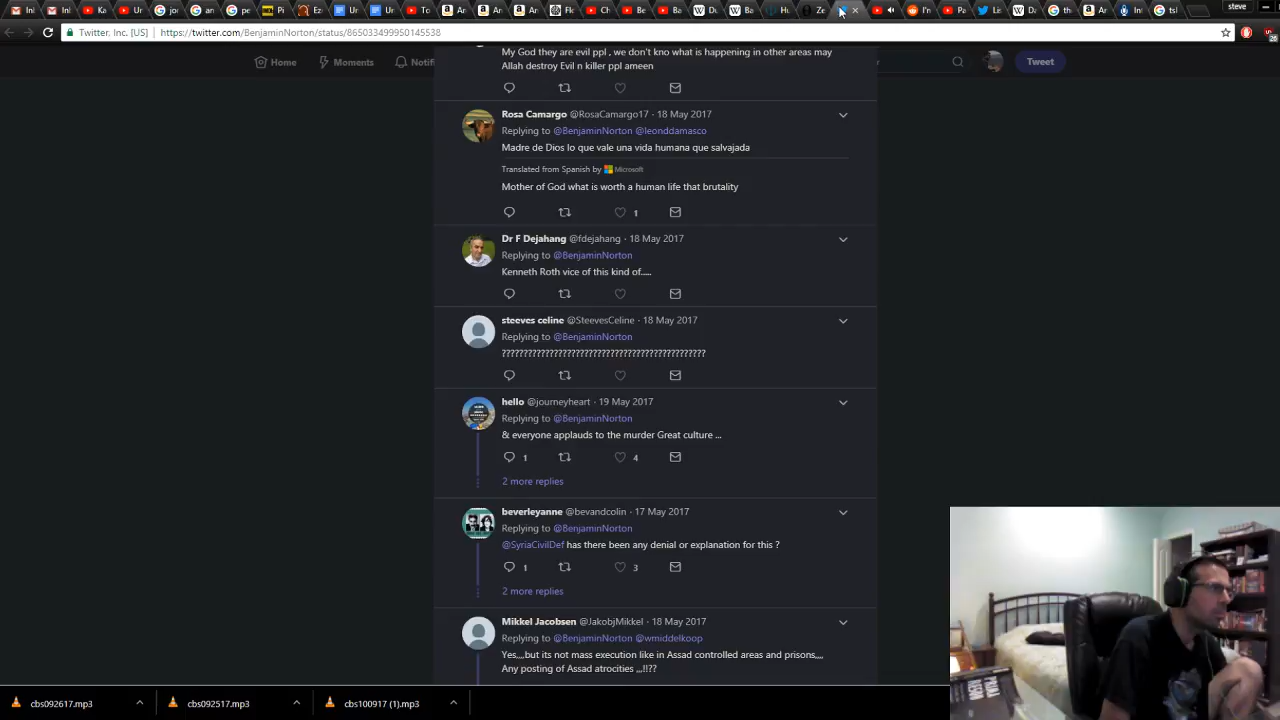 steve
Twitter, Inc. [US] | https://twitter.com/BenjaminNorton/status/865033499950145538
Home Moments Notifi Tweet
My God they are evil ppl , we don't kno what is happening in other areas may
Allah destroy Evil n killer ppl ameen
Rosa Camargo @RosaCamargo17 · 18 May 2017
Replying to @BenjaminNorton @leonddamasco
Madre de Dios lo que vale una vida humana que salvajada
Translated from Spanish by Microsoft
Mother of God what is worth a human life that brutality
1
Dr F Dejahang @fdejahang · 18 May 2017
Replying to @BenjaminNorton
Kenneth Roth vice of this kind of.....
steeves celine @SteevesCeline · 18 May 2017
Replying to @BenjaminNorton
??????????????????????????????????????????????
hello @journeyheart · 19 May 2017
Replying to @BenjaminNorton
& everyone applauds to the murder Great culture ...
1 4
2 more replies
beverleyanne @bevandcolin · 17 May 2017
Replying to @BenjaminNorton
@SyriaCivilDef has there been any denial or explanation for this ?
1 3
2 more replies
Mikkel Jacobsen @JakobjMikkel · 18 May 2017
Replying to @BenjaminNorton @wmiddelkoop
Yes,,,but its not mass execution like in Assad controlled areas and prisons,,,,
Any posting of Assad atrocities ,,,!!??
cbs092617.mp3 cbs092517.mp3 cbs100917 (1).mp3